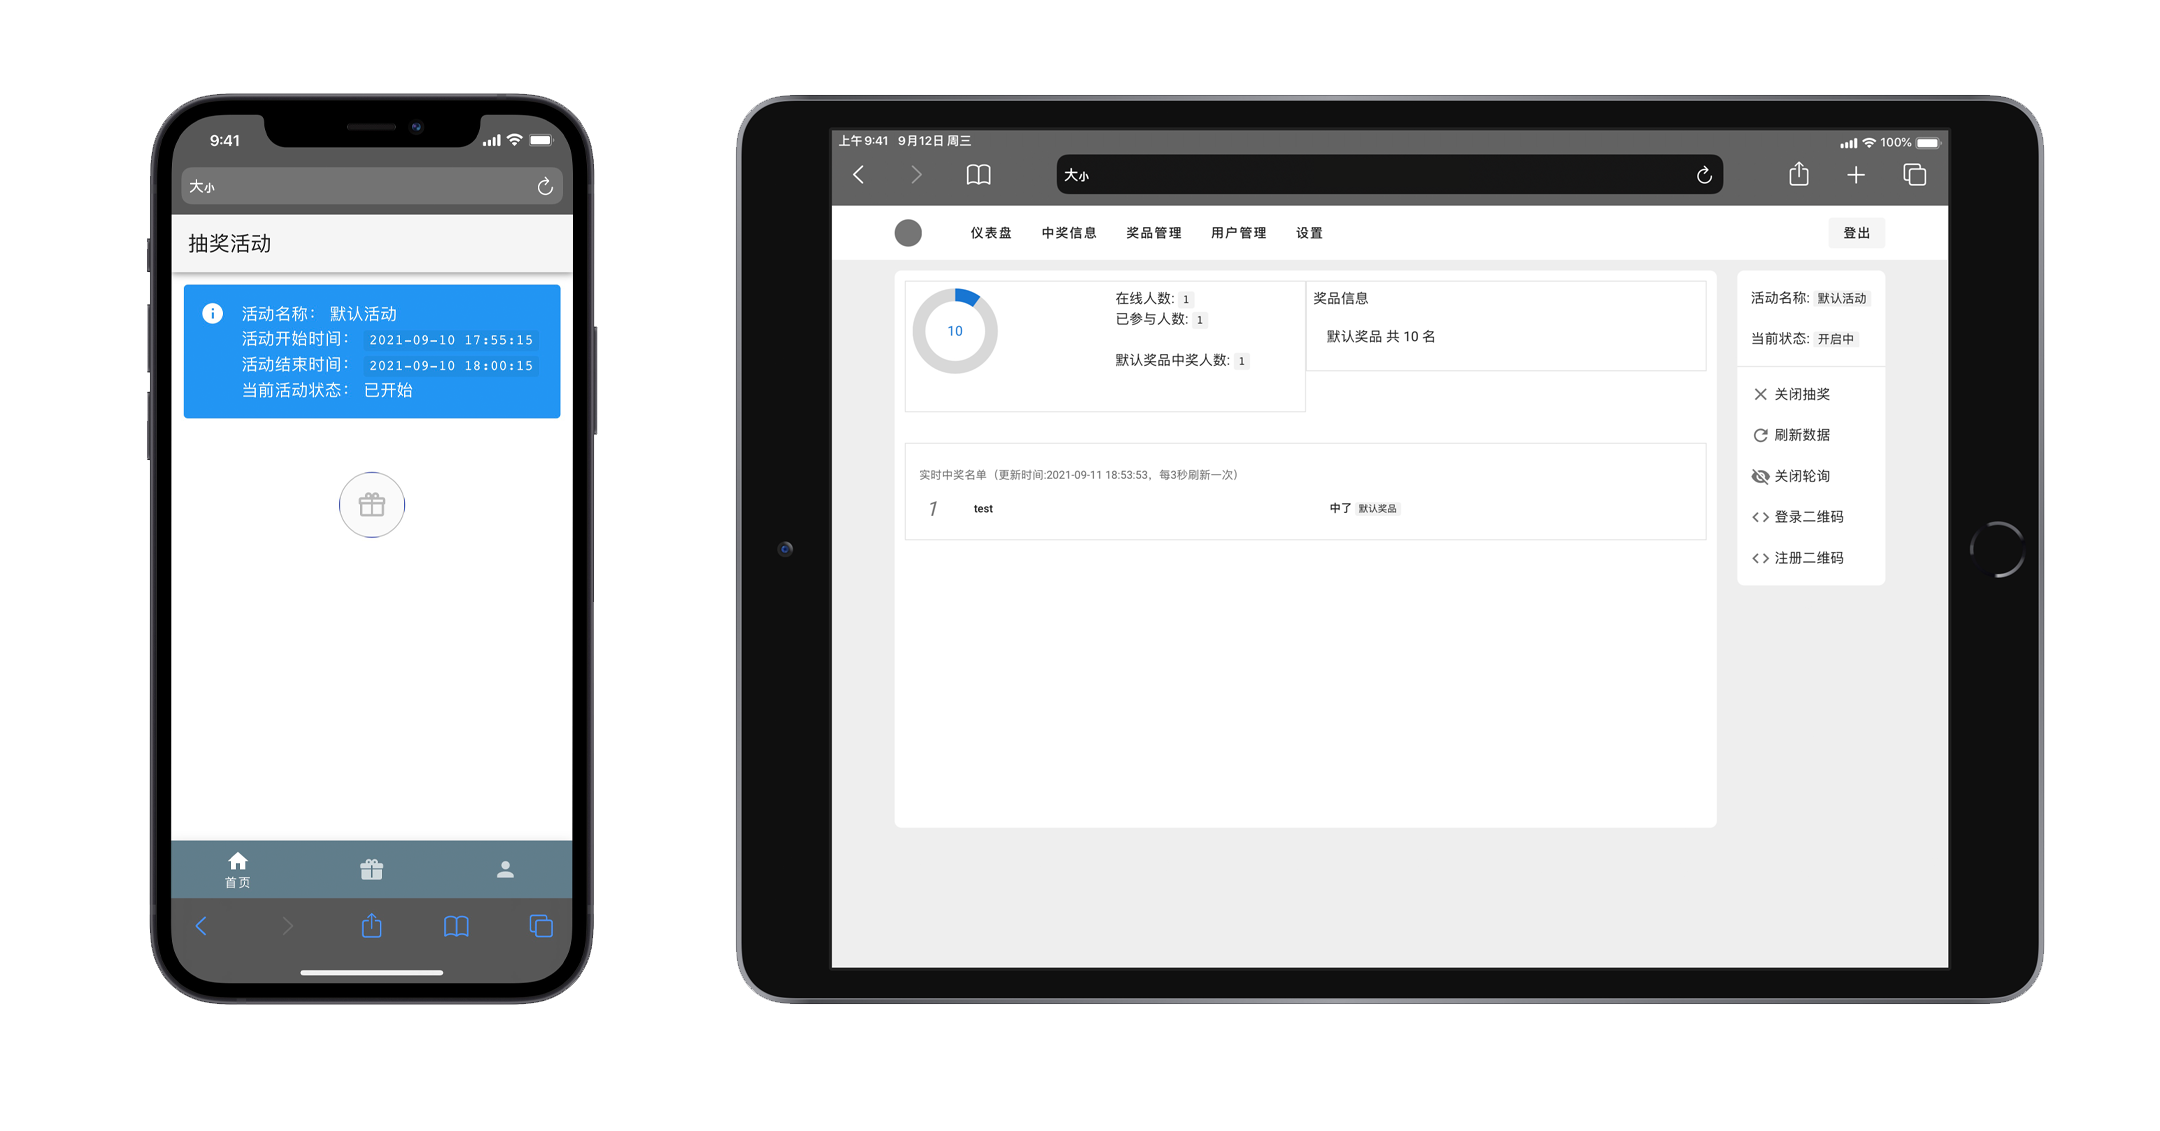 9:41
大小
抽奖活动
活动名称： 默认活动
活动开始时间： 2021-09-10 17:55:15
活动结束时间： 2021-09-10 18:00:15
当前活动状态： 已开始
首页
上午9:41 9月12日 周三
100%
大小
仪表盘 中奖信息 奖品管理 用户管理 设置 登出
10
在线人数: 1
已参与人数: 1
默认奖品中奖人数: 1
奖品信息
默认奖品 共 10 名
实时中奖名单（更新时间:2021-09-11 18:53:53，每3秒刷新一次）
1 test 中了 默认奖品
活动名称: 默认活动
当前状态: 开启中
关闭抽奖
刷新数据
关闭轮询
登录二维码
注册二维码